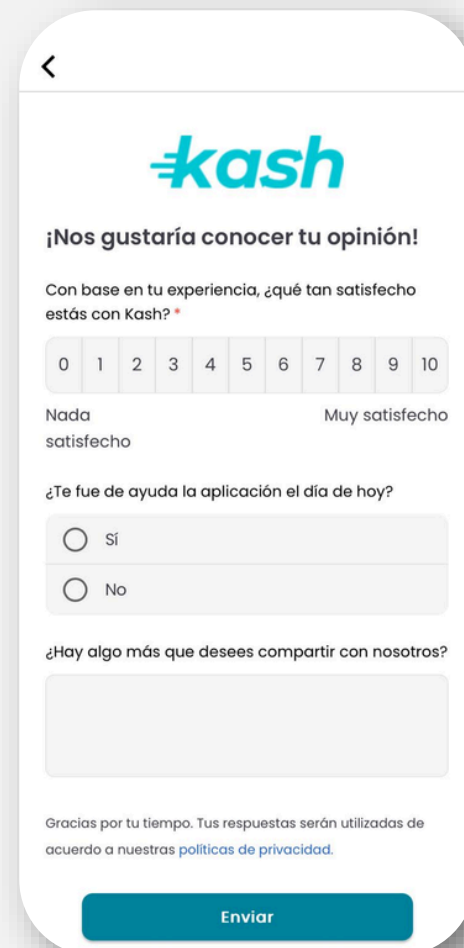 kash
¡Nos gustaría conocer tu opinión!
Con base en tu experiencia, ¿qué tan satisfecho
estás con Kash? *
0 1 2 3 4 5 6 7 8 9 10
Nada Muy satisfecho
satisfecho
¿Te fue de ayuda la aplicación el día de hoy?
Sí
No
¿Hay algo más que desees compartir con nosotros?
Gracias por tu tiempo. Tus respuestas serán utilizadas de
acuerdo a nuestras políticas de privacidad.
Enviar